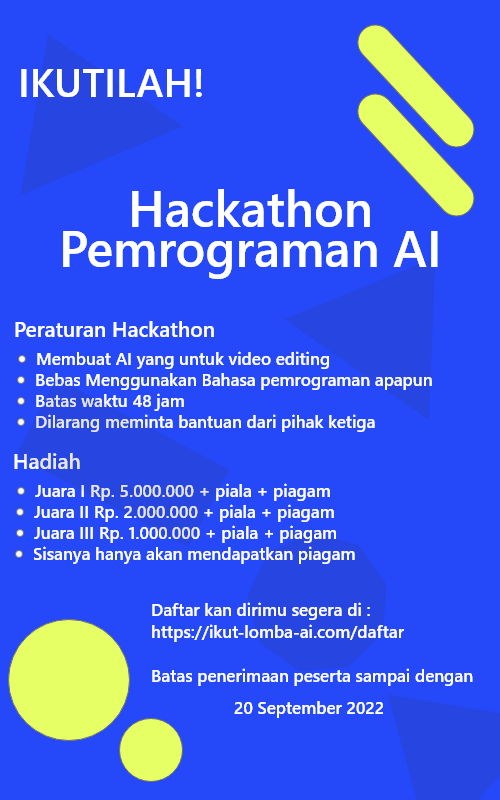 IKUTILAH!
Hackathon
Pemrograman AI
Peraturan Hackathon
• Membuat AI yang untuk video editing
• Bebas Menggunakan Bahasa pemrograman apapun
• Batas waktu 48 jam
• Dilarang meminta bantuan dari pihak ketiga
Hadiah
• Juara I Rp. 5.000.000 + piala + piagam
• Juara II Rp. 2.000.000 + piala + piagam
• Juara III Rp. 1.000.000 + piala + piagam
• Sisanya hanya akan mendapatkan piagam
Daftar kan dirimu segera di :
https://ikut-lomba-ai.com/daftar
Batas penerimaan peserta sampai dengan
20 September 2022